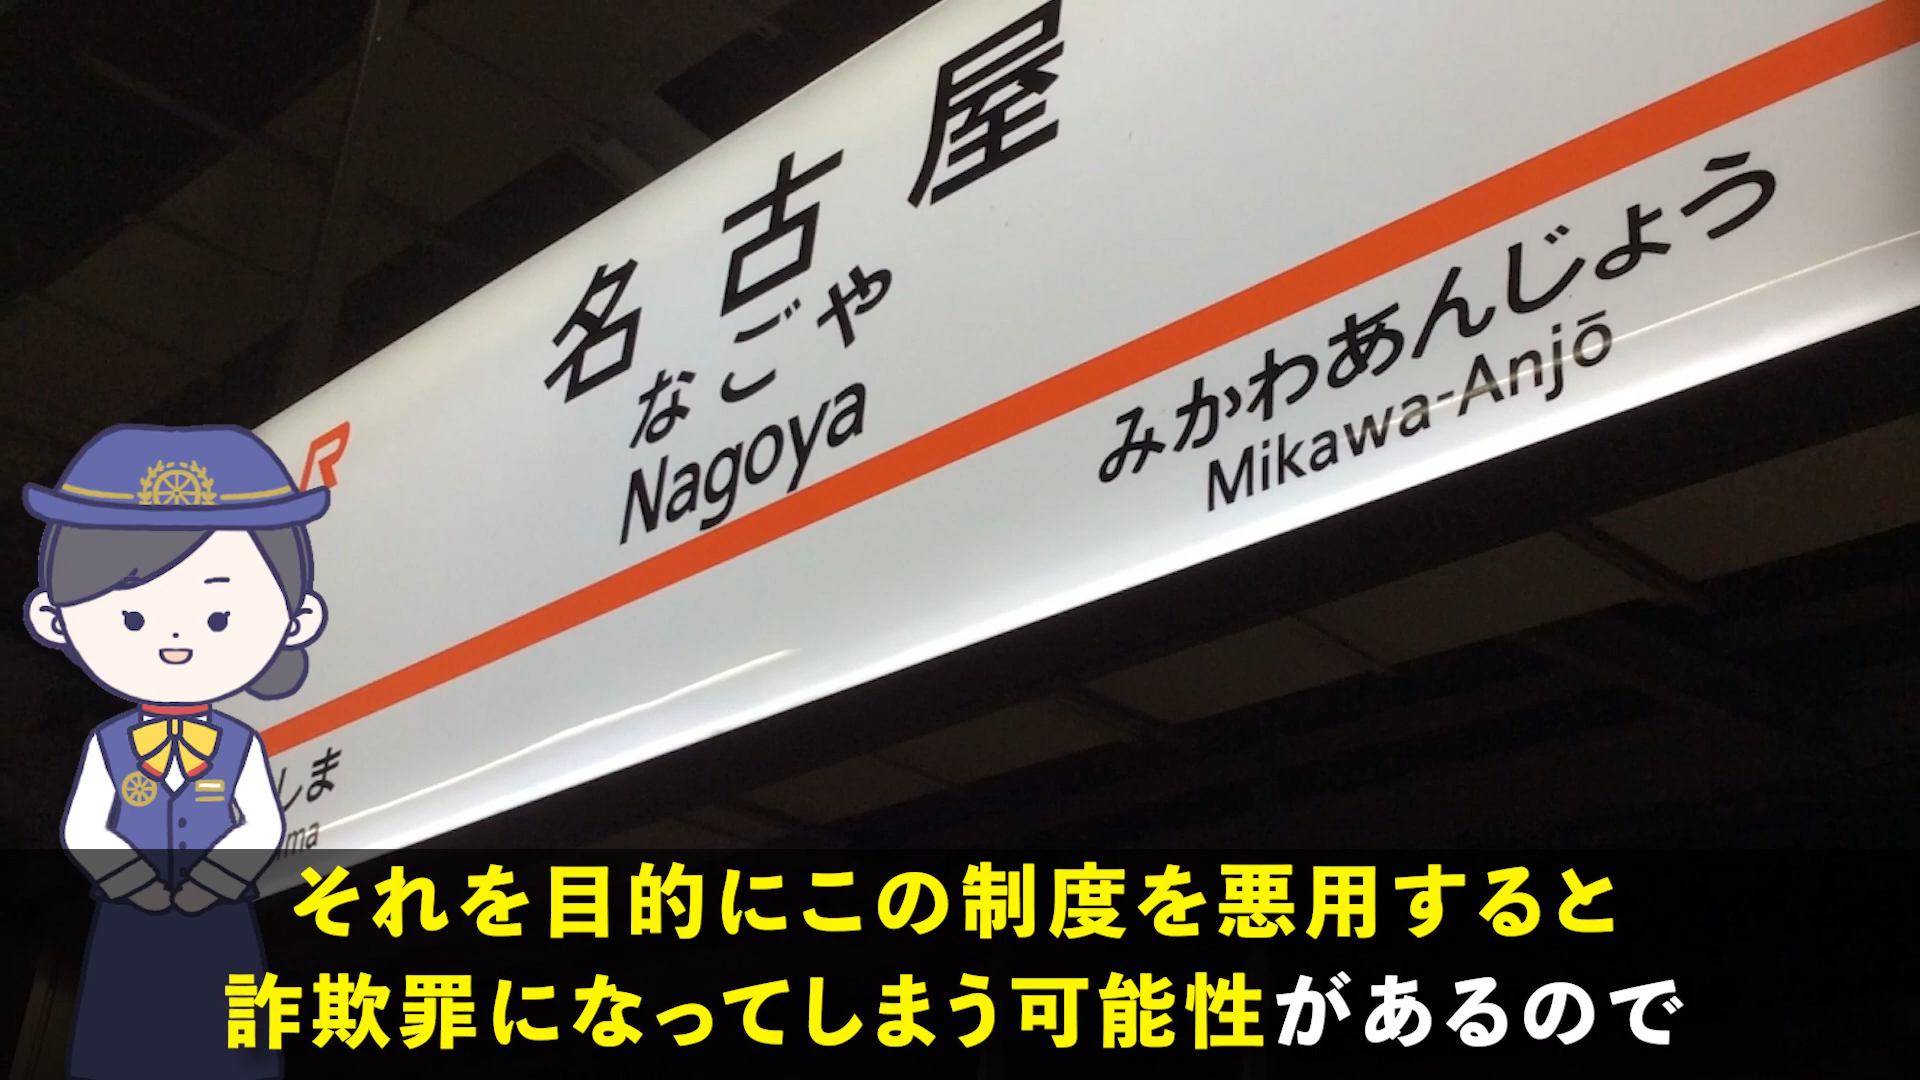 名古屋
なごや
Nagoya
みかわあんじょう
Mikawa-Anjō
しま
ma
それを目的にこの制度を悪用すると
詐欺罪になってしまう可能性があるので